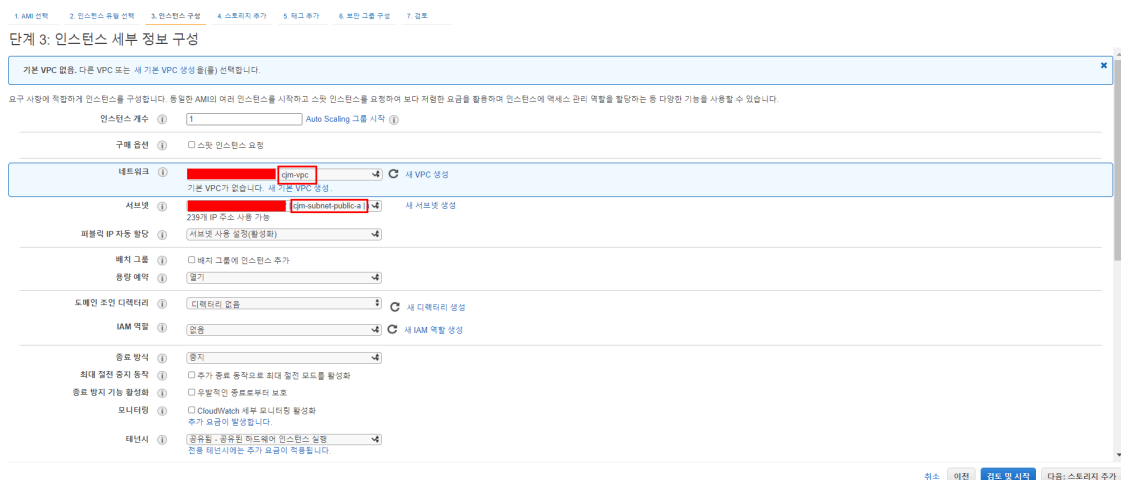 1. AMI 선택 2. 인스턴스 유형 선택 3. 인스턴스 구성 4. 스토리지 추가 5. 태그 추가 6. 보안 그룹 구성 7. 검토
단계 3: 인스턴스 세부 정보 구성
기본 VPC 없음. 다른 VPC 또는 새 기본 VPC 생성을(를) 선택합니다.
요구 사항에 적합하게 인스턴스를 구성합니다. 동일한 AMI의 여러 인스턴스를 시작하고 스팟 인스턴스를 요청하여 보다 저렴한 요금을 활용하며 인스턴스에 액세스 관리 역할을 할당하는 등 다양한 기능을 사용할 수 있습니다.
인스턴스 개수 1 Auto Scaling 그룹 시작
구매 옵션 스팟 인스턴스 요청
네트워크 cjm-vpc 새 VPC 생성
기본 VPC가 없습니다. 새 기본 VPC 생성.
서브넷 cjm-subnet-public-a 새 서브넷 생성
239개 IP 주소 사용 가능
퍼블릭 IP 자동 할당 서브넷 사용 설정(활성화)
배치 그룹 배치 그룹에 인스턴스 추가
용량 예약 열기
도메인 조인 디렉터리 디렉터리 없음 새 디렉터리 생성
IAM 역할 없음 새 IAM 역할 생성
종료 방식 중지
최대 절전 중지 동작 추가 종료 동작으로 최대 절전 모드를 활성화
종료 방지 기능 활성화 우발적인 종료로부터 보호
모니터링 CloudWatch 세부 모니터링 활성화
추가 요금이 발생합니다.
테넌시 공유됨 - 공유된 하드웨어 인스턴스 실행
전용 테넌시에는 추가 요금이 적용됩니다.
취소 이전 검토 및 시작 다음: 스토리지 추가